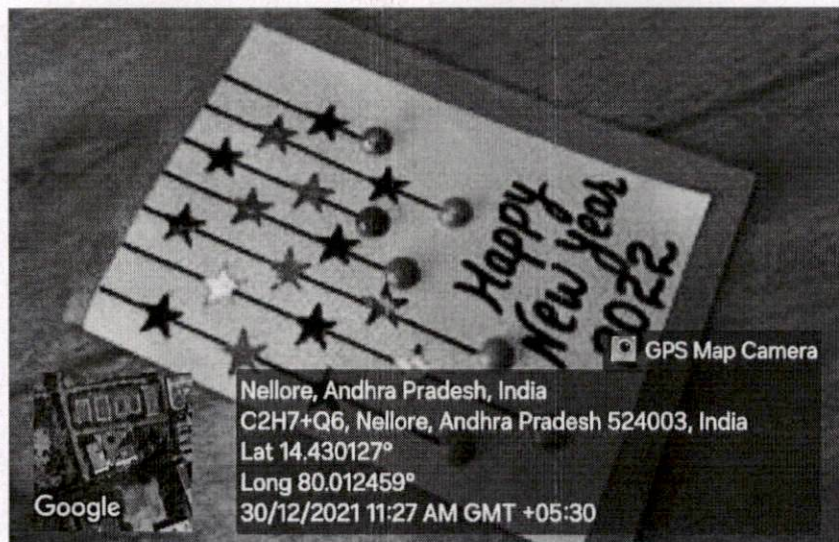 Happy
New Year
2022
GPS Map Camera
Nellore, Andhra Pradesh, India
C2H7+Q6, Nellore, Andhra Pradesh 524003, India
Lat 14.430127°
Long 80.012459°
30/12/2021 11:27 AM GMT +05:30
Google